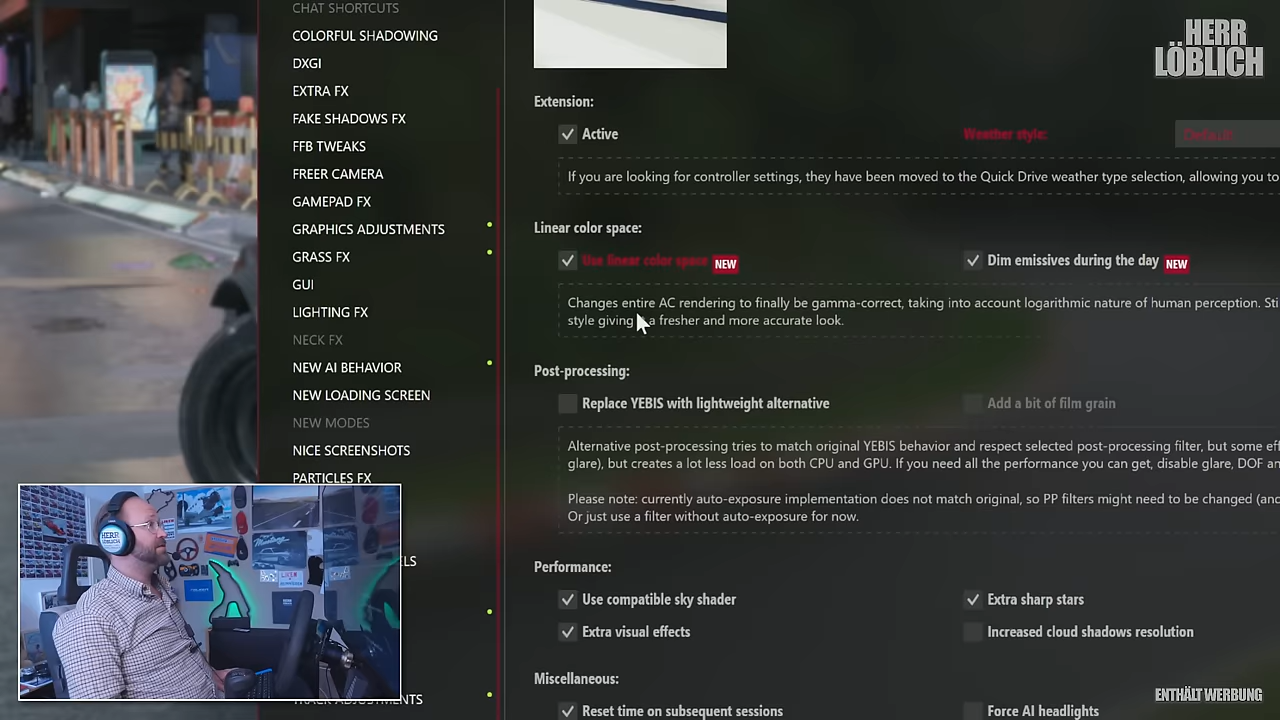 CHAT SHORTCUTS
COLORFUL SHADOWING
DXGI
EXTRA FX
FAKE SHADOWS FX
FFB TWEAKS
FREER CAMERA
GAMEPAD FX
GRAPHICS ADJUSTMENTS
GRASS FX
GUI
LIGHTING FX
NECK FX
NEW AI BEHAVIOR
NEW LOADING SCREEN
NEW MODES
NICE SCREENSHOTS
PARTICLES FX
HERR
LÖBLICH
Extension:
Active
Weather style:
Default
If you are looking for controller settings, they have been moved to the Quick Drive weather type selection, allowing you to
Linear color space:
Use linear color space NEW
Dim emissives during the day NEW
Changes entire AC rendering to finally be gamma-correct, taking into account logarithmic nature of human perception.
style giving a fresher and more accurate look.
Post-processing:
Replace YEBIS with lightweight alternative
Add a bit of film grain
Alternative post-processing tries to match original YEBIS behavior and respect selected post-processing filter, but some
glare), but creates a lot less load on both CPU and GPU. If you need all the performance you can get, disable glare, DOF
Please note: currently auto-exposure implementation does not match original, so PP filters might need to be changed
Or just use a filter without auto-exposure for now.
Performance:
Use compatible sky shader
Extra sharp stars
Extra visual effects
Increased cloud shadows resolution
Miscellaneous:
Reset time on subsequent sessions
Force AI headlights
HERR
LÖBLICH
Mustang
ENTHÄLT WERBUNG